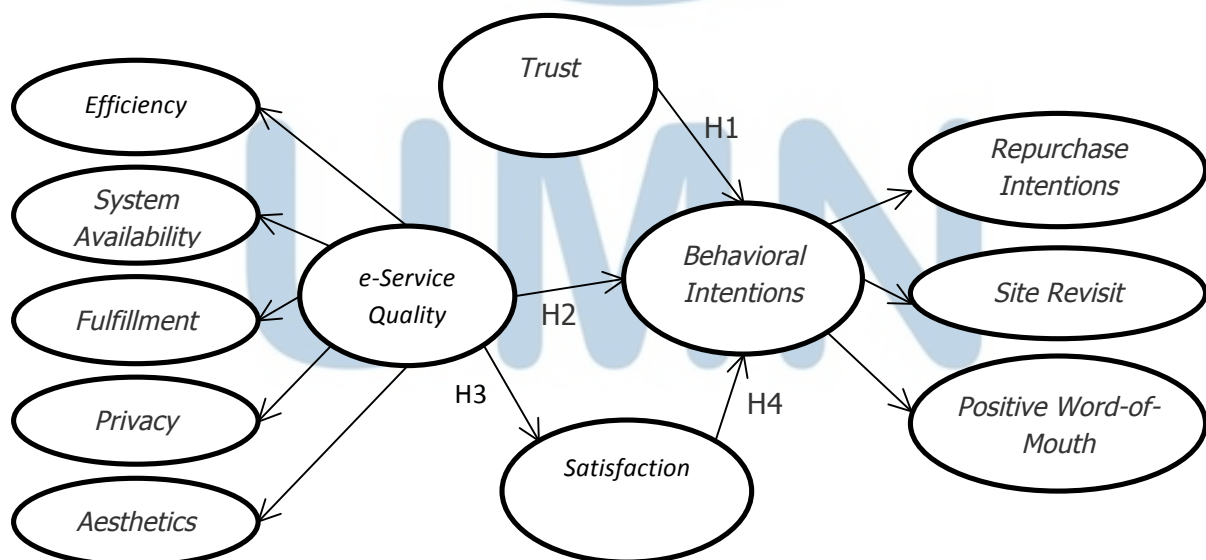 Trust
Efficiency
H1
Repurchase
Intentions
System
Availability
Behavioral
Intentions
e-Service
Quality
Site Revisit
Fulfillment
H2
H3
H4
Privacy
Positive Word-of-
Mouth
Satisfaction
Aesthetics
UMN